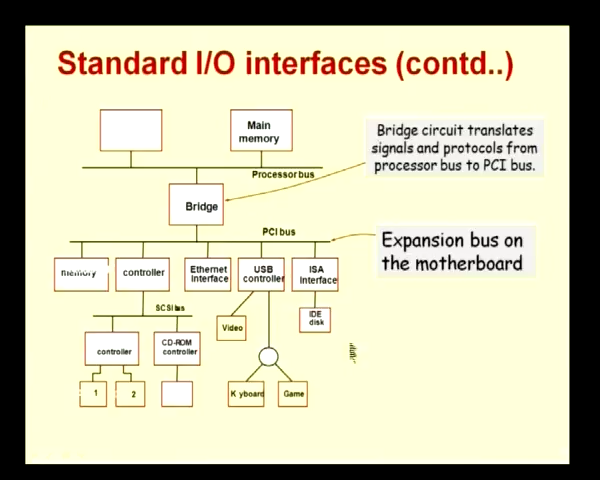 Standard I/O interfaces (contd..)
Main
memory
Bridge circuit translates
signals and protocols from
processor bus to PCI bus.
Processor bus
Bridge
PCI bus
Expansion bus on
the motherboard
memory
controller
Ethernet
Interface
USB
controller
ISA
Interface
SCSI bus
IDE
disk
Video
controller
CD-ROM
controller
1
2
K yboard
Game